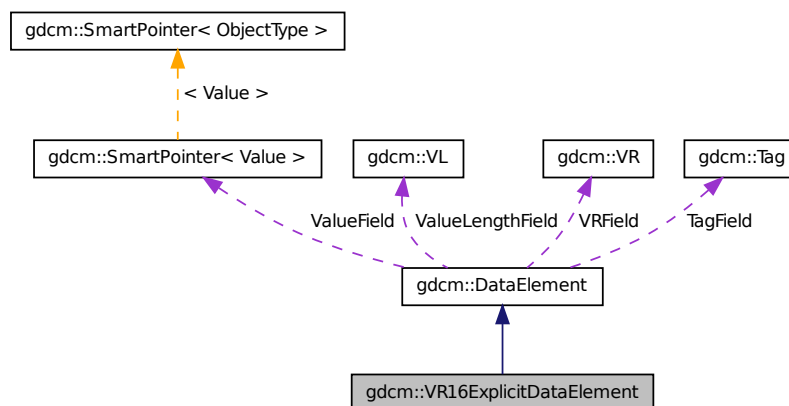 gdcm::SmartPointer< ObjectType >
< Value >
gdcm::SmartPointer< Value >
gdcm::VL
gdcm::VR
gdcm::Tag
ValueField
ValueLengthField
VRField
TagField
gdcm::DataElement
gdcm::VR16ExplicitDataElement